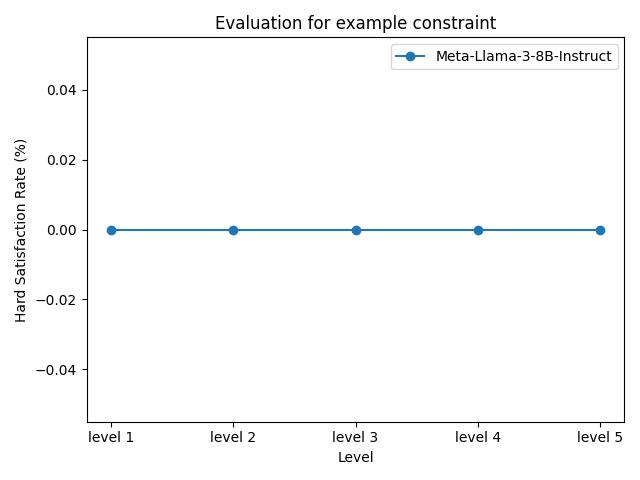 Evaluation for example constraint
Meta-Llama-3-8B-Instruct
Hard Satisfaction Rate (%)
0.04
0.02
0.00
−0.02
−0.04
level 1 level 2 level 3 level 4 level 5
Level